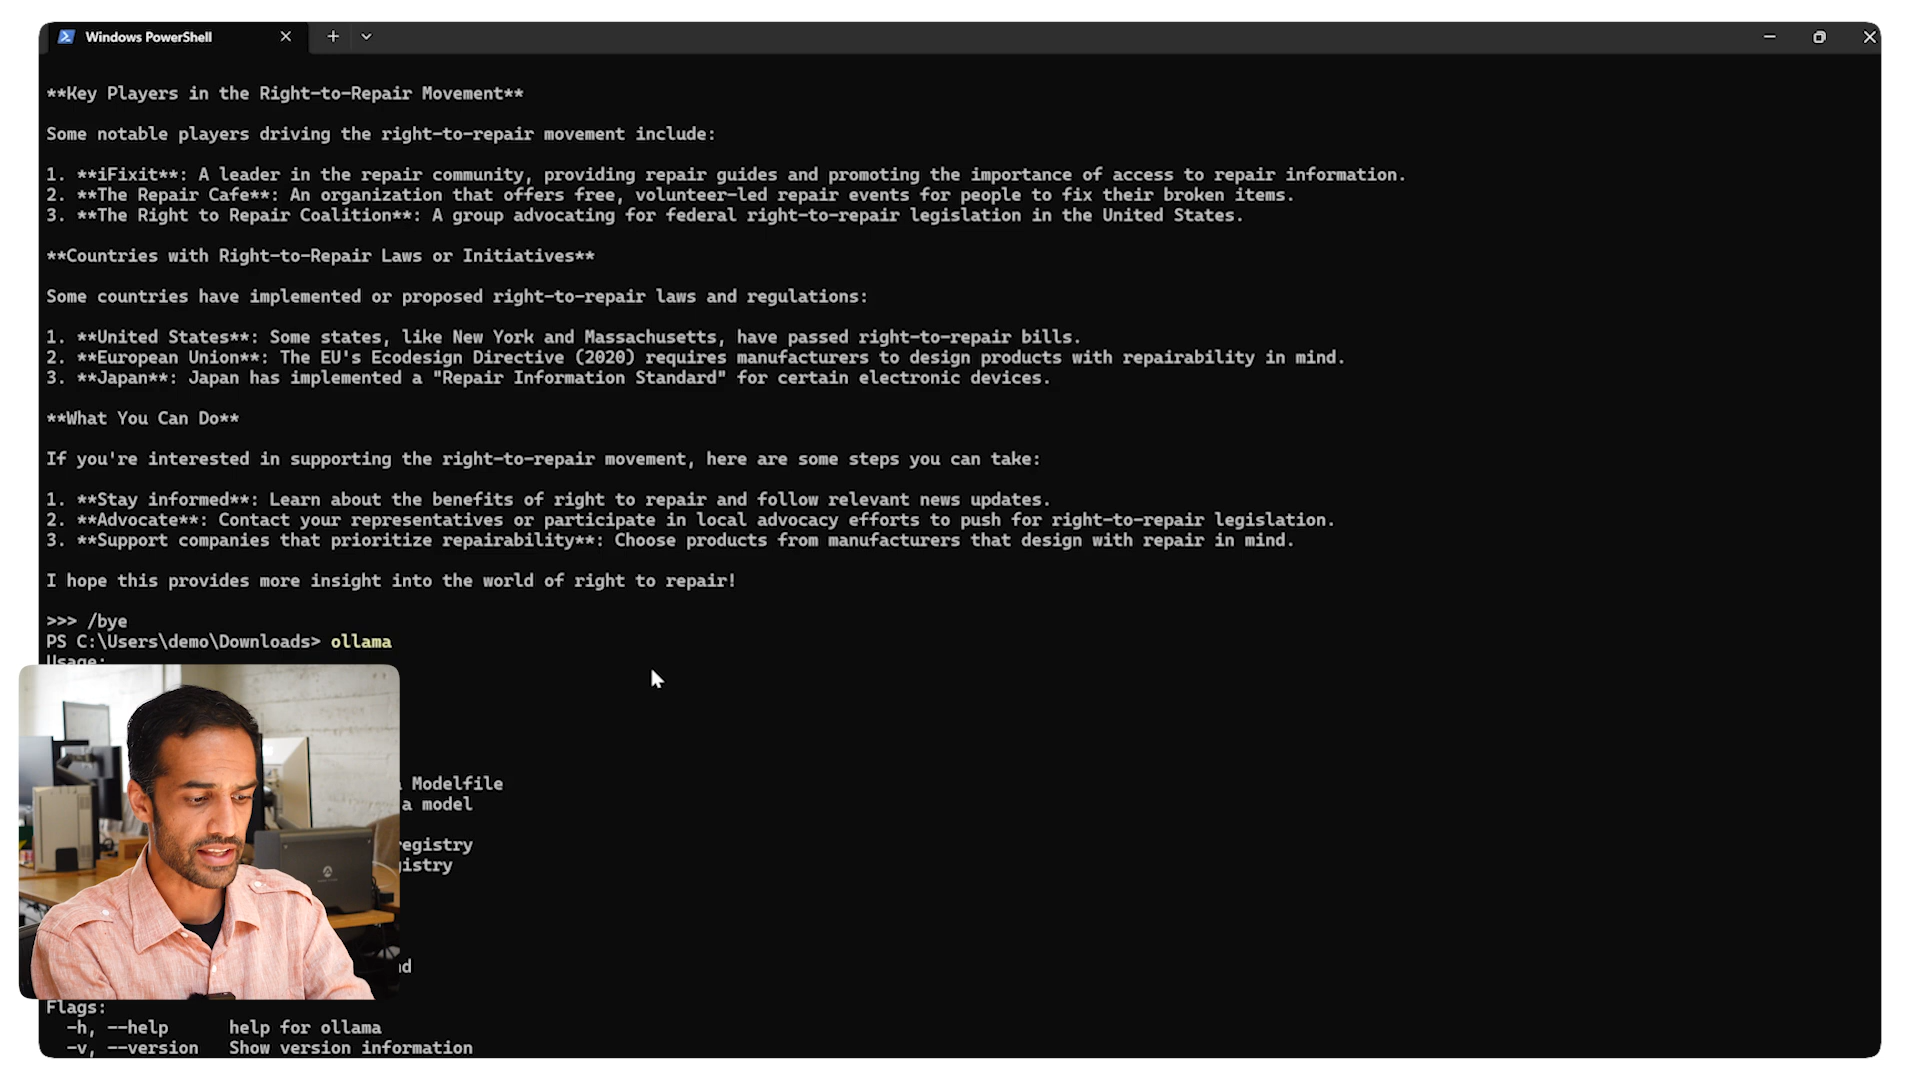 Windows PowerShell
**Key Players in the Right-to-Repair Movement**
Some notable players driving the right-to-repair movement include:
1. **iFixit**: A leader in the repair community, providing repair guides and promoting the importance of access to repair information.
2. **The Repair Cafe**: An organization that offers free, volunteer-led repair events for people to fix their broken items.
3. **The Right to Repair Coalition**: A group advocating for federal right-to-repair legislation in the United States.
**Countries with Right-to-Repair Laws or Initiatives**
Some countries have implemented or proposed right-to-repair laws and regulations:
1. **United States**: Some states, like New York and Massachusetts, have passed right-to-repair bills.
2. **European Union**: The EU's Ecodesign Directive (2020) requires manufacturers to design products with repairability in mind.
3. **Japan**: Japan has implemented a "Repair Information Standard" for certain electronic devices.
**What You Can Do**
If you're interested in supporting the right-to-repair movement, here are some steps you can take:
1. **Stay informed**: Learn about the benefits of right to repair and follow relevant news updates.
2. **Advocate**: Contact your representatives or participate in local advocacy efforts to push for right-to-repair legislation.
3. **Support companies that prioritize repairability**: Choose products from manufacturers that design with repair in mind.
I hope this provides more insight into the world of right to repair!
>>> /bye
PS C:\Users\demo\Downloads> ollama
Usage:
Modelfile
a model
registry
Flags:
-h, --help help for ollama
-v, --version Show version information